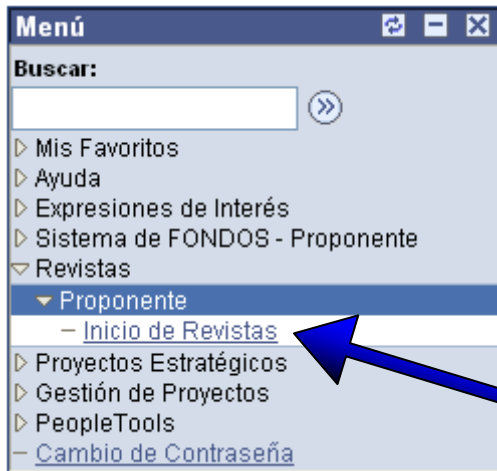 Menú
Buscar:
Mis Favoritos
Ayuda
Expresiones de Interés
Sistema de FONDOS - Proponente
Revistas
Proponente
– Inicio de Revistas
Proyectos Estratégicos
Gestión de Proyectos
PeopleTools
– Cambio de Contraseña